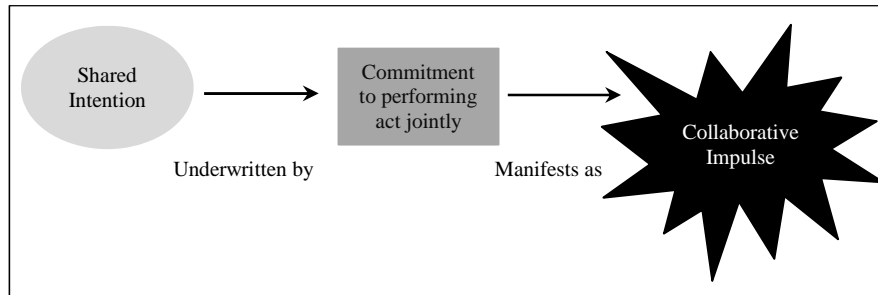 Shared
Intention
Commitment
to performing
act jointly
Collaborative
Impulse
Underwritten by
Manifests as